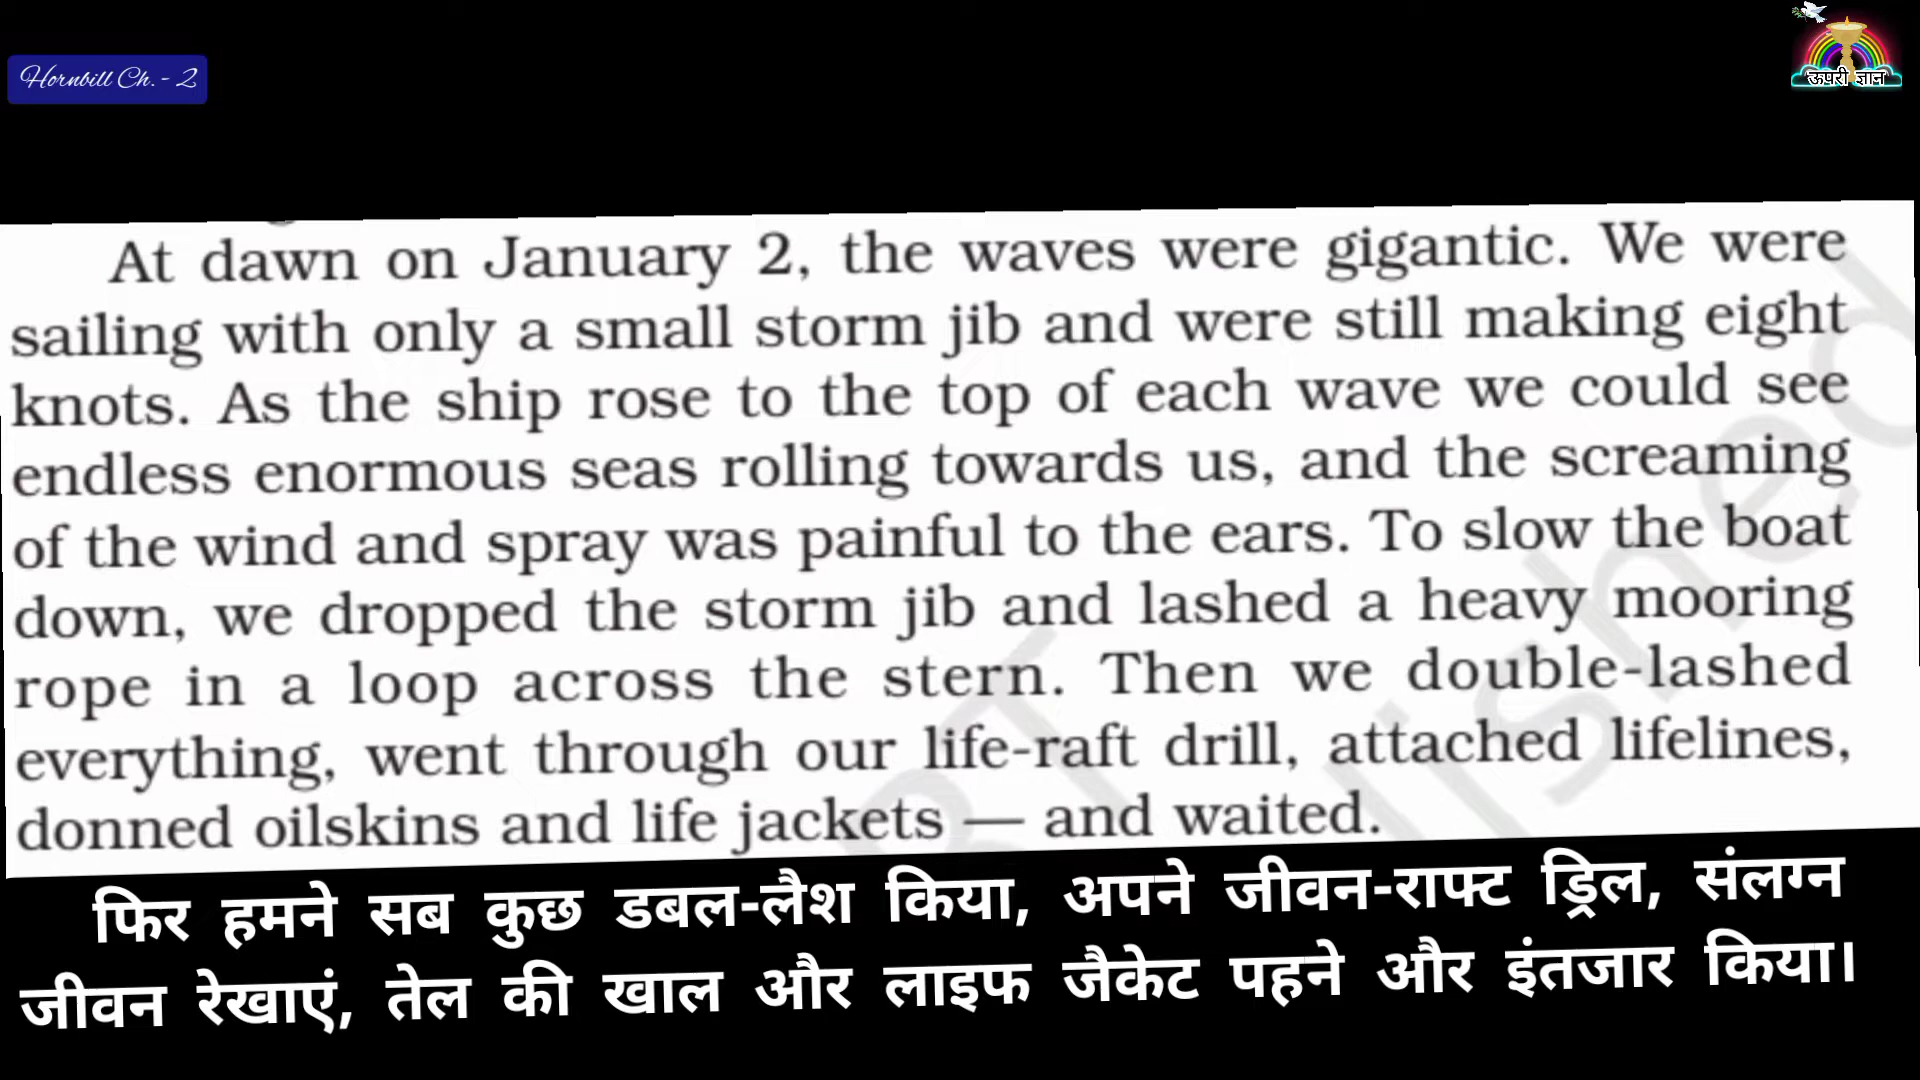 Hornbill Ch. - 2
ऊपरी ज्ञान
At dawn on January 2, the waves were gigantic. We were
sailing with only a small storm jib and were still making eight
knots. As the ship rose to the top of each wave we could see
endless enormous seas rolling towards us, and the screaming
of the wind and spray was painful to the ears. To slow the boat
down, we dropped the storm jib and lashed a heavy mooring
rope in a loop across the stern. Then we double-lashed
everything, went through our life-raft drill, attached lifelines,
donned oilskins and life jackets — and waited.
फिर हमने सब कुछ डबल-लैश किया, अपने जीवन-राफ्ट ड्रिल, संलग्न
जीवन रेखाएं, तेल की खाल और लाइफ जैकेट पहने और इंतजार किया।